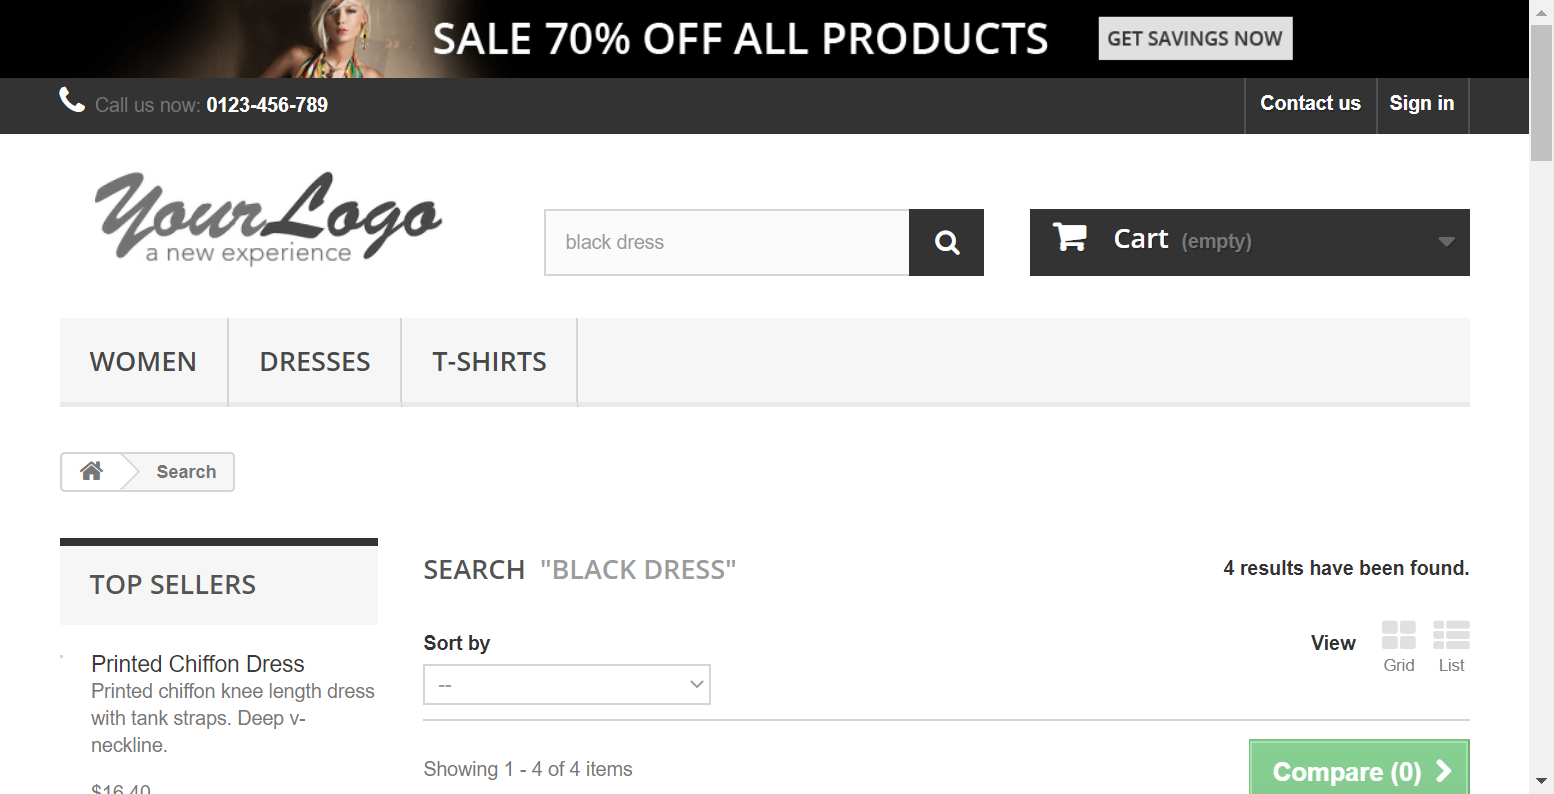 SALE 70% OFF ALL PRODUCTS
GET SAVINGS NOW
Call us now: 0123-456-789
Contact us
Sign in
YourLogo
a new experience
black dress
Cart (empty)
WOMEN
DRESSES
T-SHIRTS
Search
TOP SELLERS
Printed Chiffon Dress
Printed chiffon knee length dress
with tank straps. Deep v-
neckline.
$16.40
SEARCH "BLACK DRESS"
4 results have been found.
Sort by
--
View
Grid
List
Showing 1 - 4 of 4 items
Compare (0)